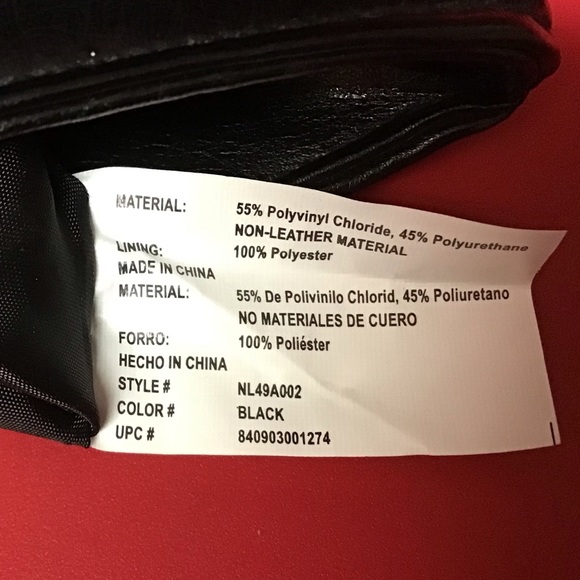 MATERIAL: 55% Polyvinyl Chloride, 45% Polyurethane
NON-LEATHER MATERIAL
LINING: 100% Polyester
MADE IN CHINA
MATERIAL: 55% De Polivinilo Chlorid, 45% Poliuretano
NO MATERIALES DE CUERO
FORRO: 100% Poliéster
HECHO IN CHINA
STYLE # NL49A002
COLOR # BLACK
UPC # 840903001274